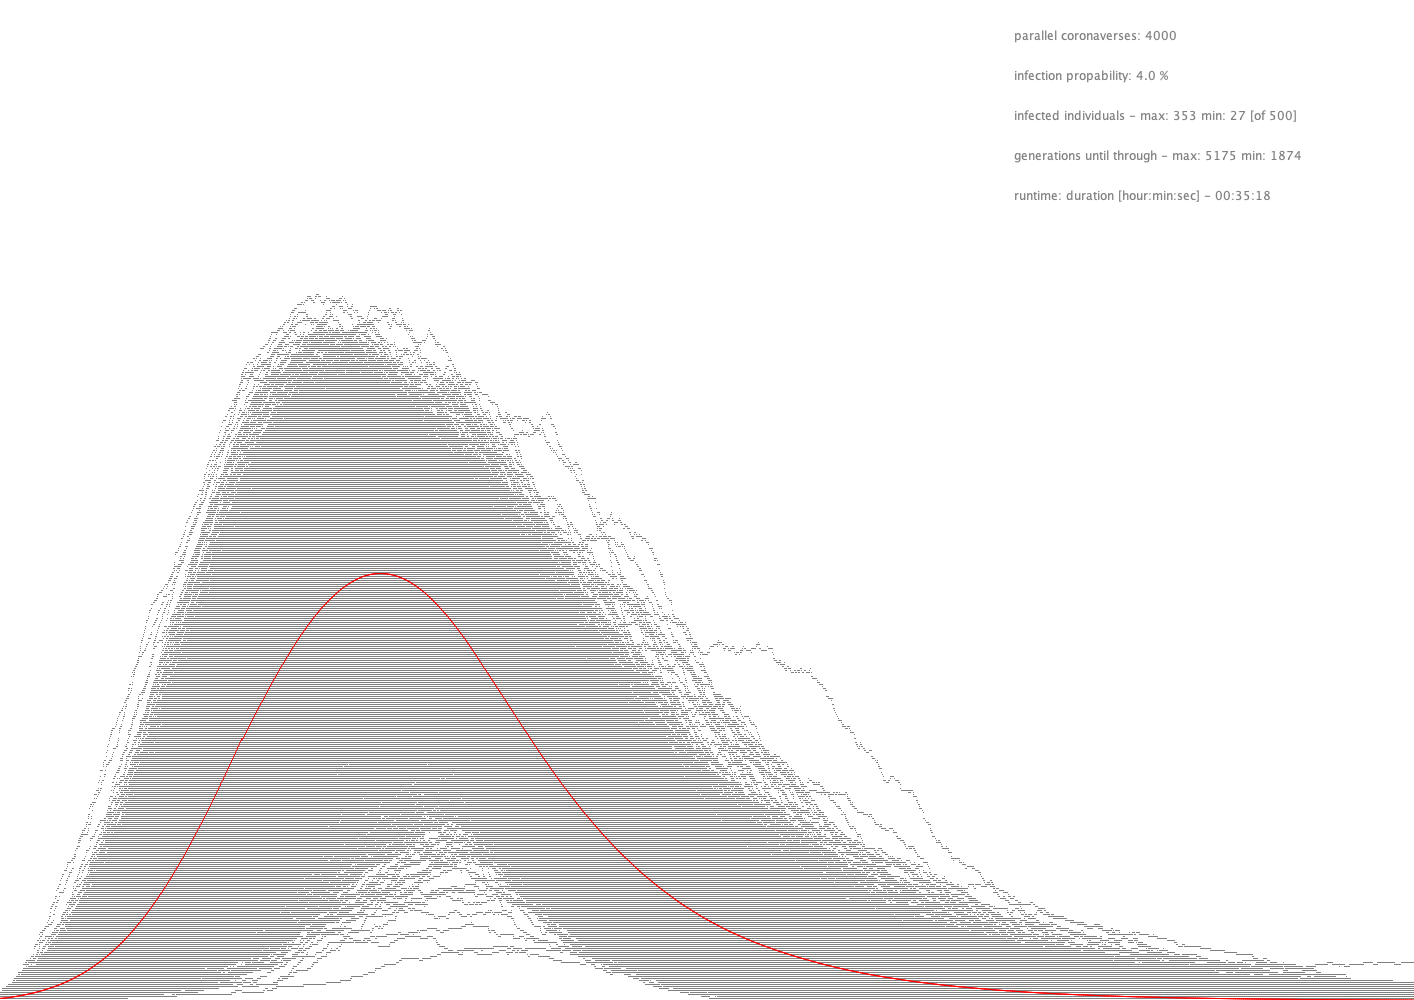 parallel coronaverses: 4000
infection propability: 4.0 %
infected individuals - max: 353 min: 27 [of 500]
generations until through - max: 5175 min: 1874
runtime: duration [hour:min:sec] - 00:35:18